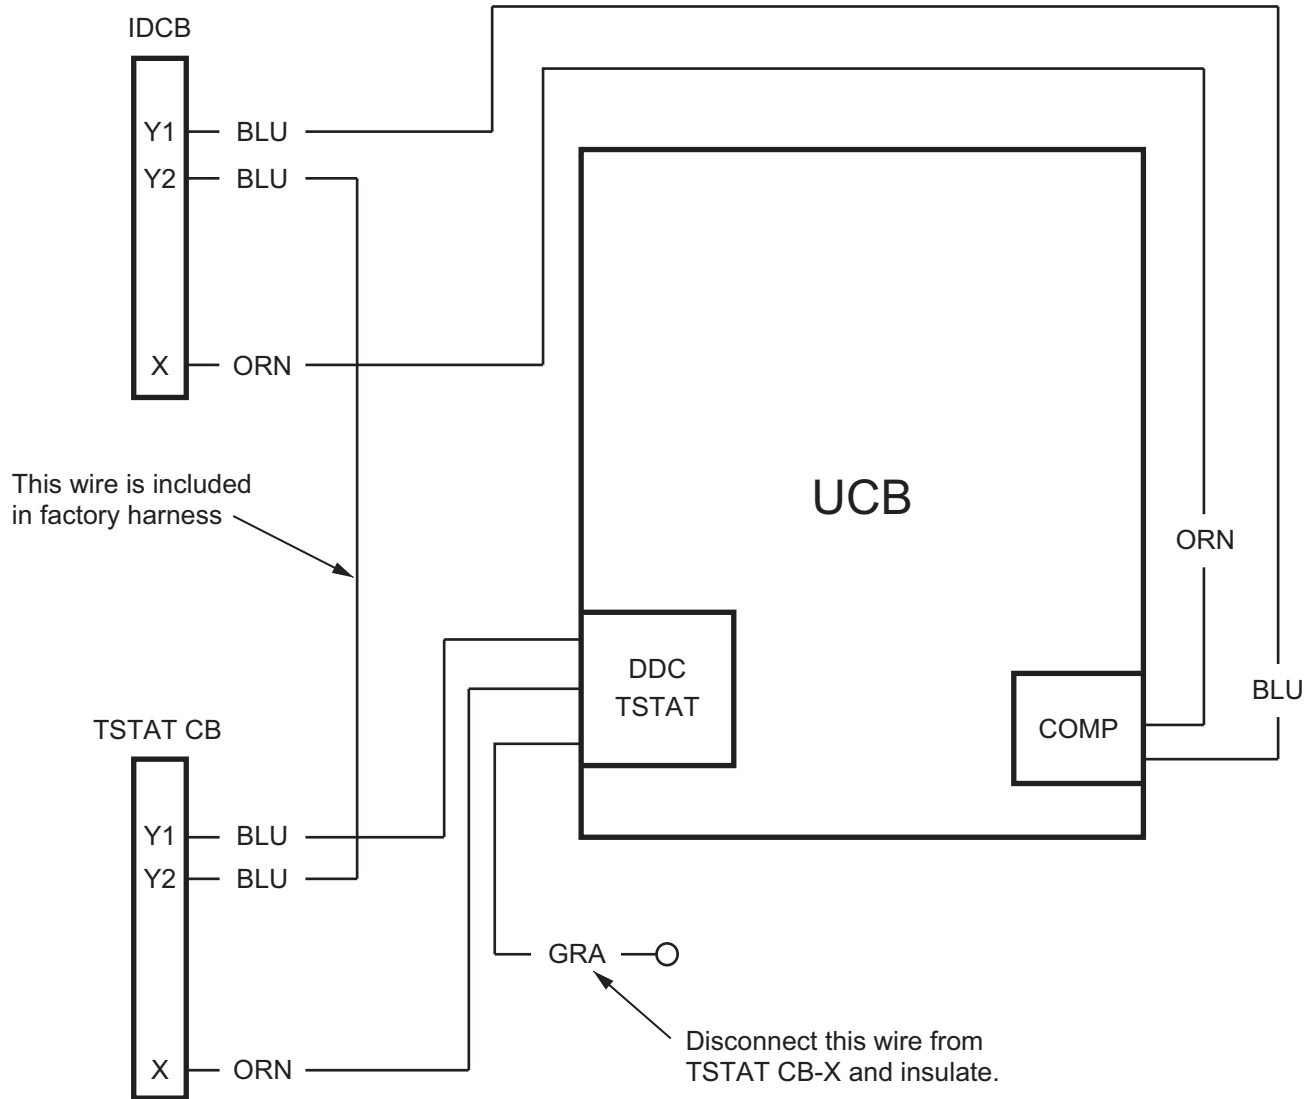 IDCB
Y1 BLU
Y2 BLU
X ORN
This wire is included
in factory harness
UCB
ORN
BLU
DDC
TSTAT
COMP
TSTAT CB
Y1 BLU
Y2 BLU
GRA
X ORN
Disconnect this wire from
TSTAT CB-X and insulate.